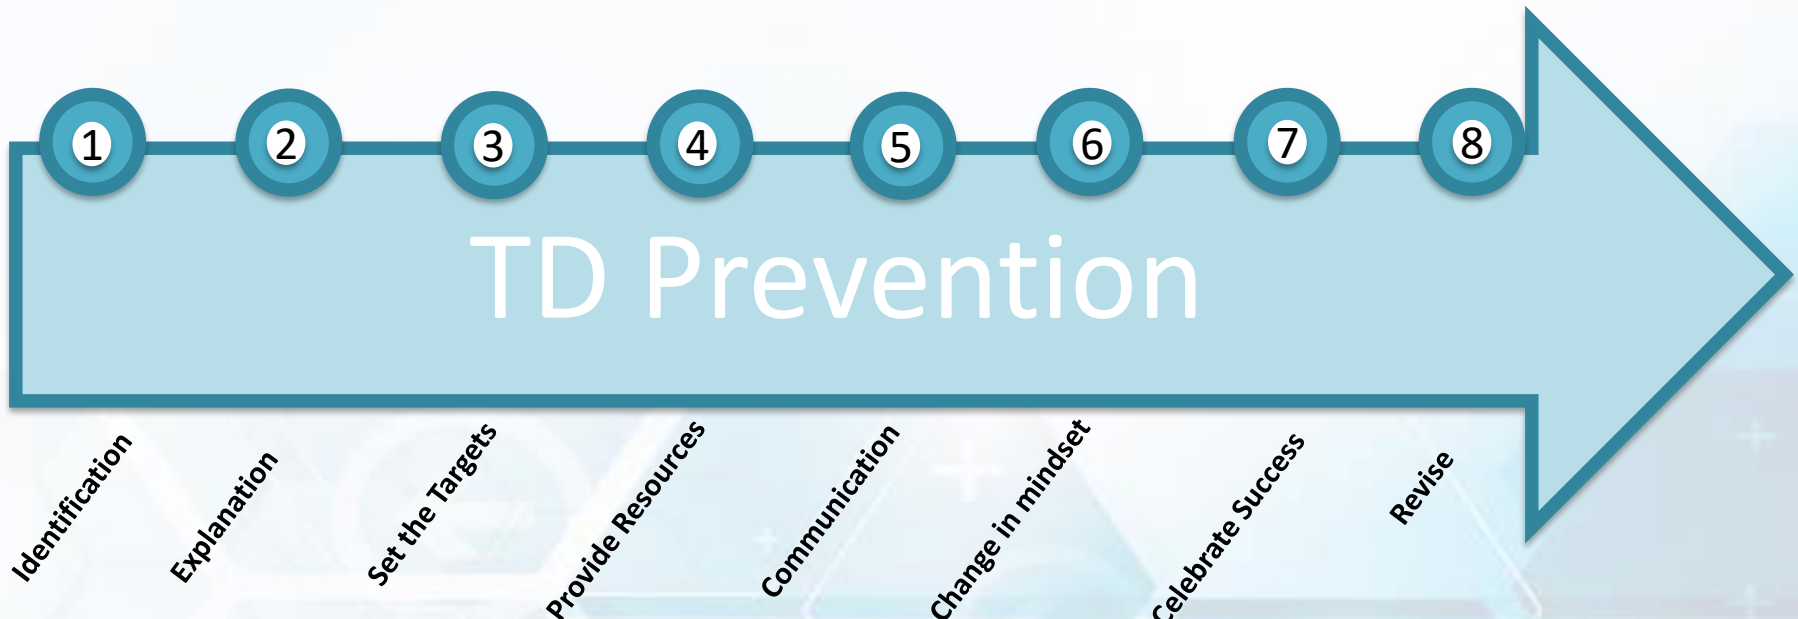 1
2
3
4
5
6
7
8
TD Prevention
Identification
Explanation
Set the Targets
Provide Resources
Communication
Change in mindset
Celebrate Success
Revise